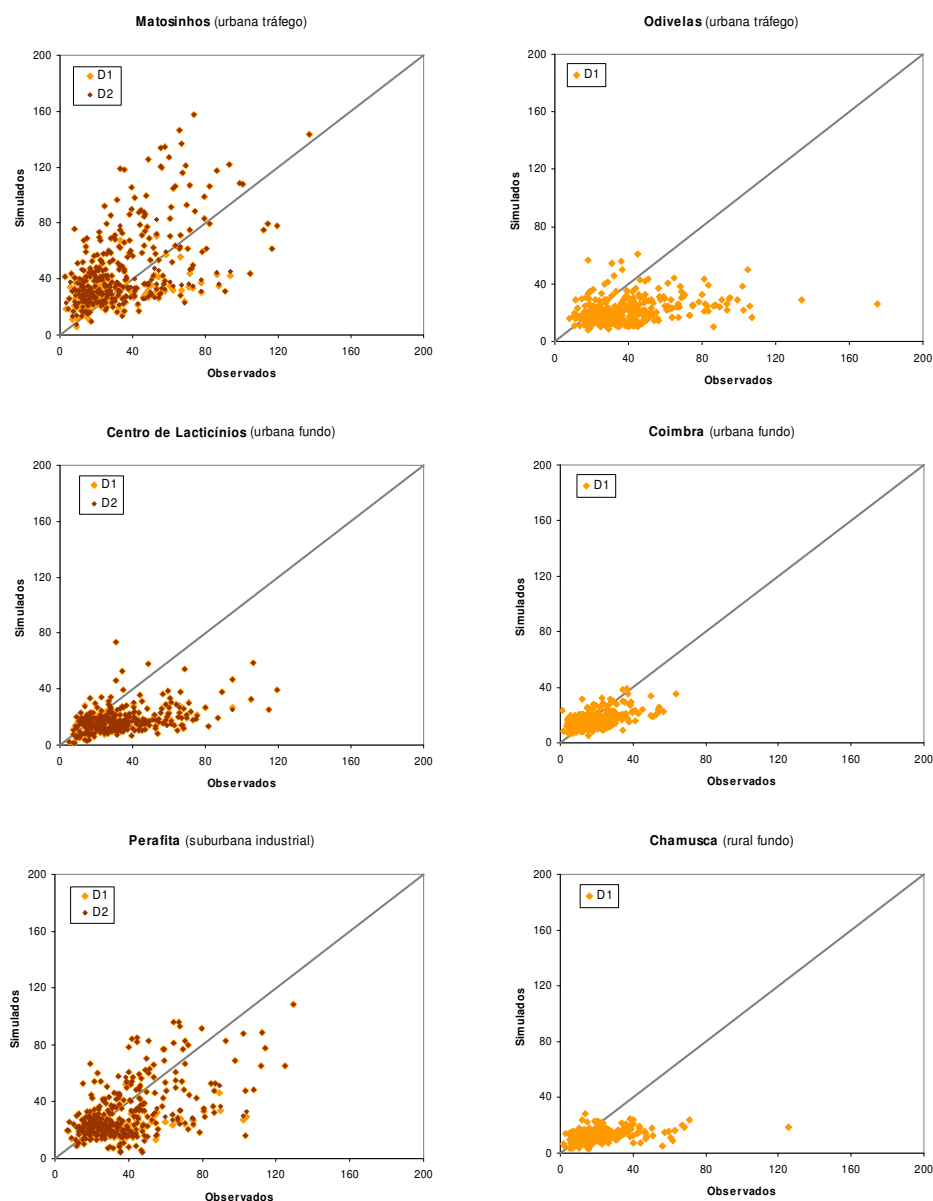 Matosinhos (urbana tráfego)
200
160
120
80
40
0
Simulados
D1
D2
0 40 80 120 160 200
Observados
Odivelas (urbana tráfego)
200
160
120
80
40
0
Simulados
D1
0 40 80 120 160 200
Observados
Centro de Lacticínios (urbana fundo)
200
160
120
80
40
0
Simulados
D1
D2
0 40 80 120 160 200
Observados
Coimbra (urbana fundo)
200
160
120
80
40
0
Simulados
D1
0 40 80 120 160 200
Observados
Perafita (suburbana industrial)
200
160
120
80
40
0
Simulados
D1
D2
0 40 80 120 160 200
Observados
Chamusca (rural fundo)
200
160
120
80
40
0
Simulados
D1
0 40 80 120 160 200
Observados